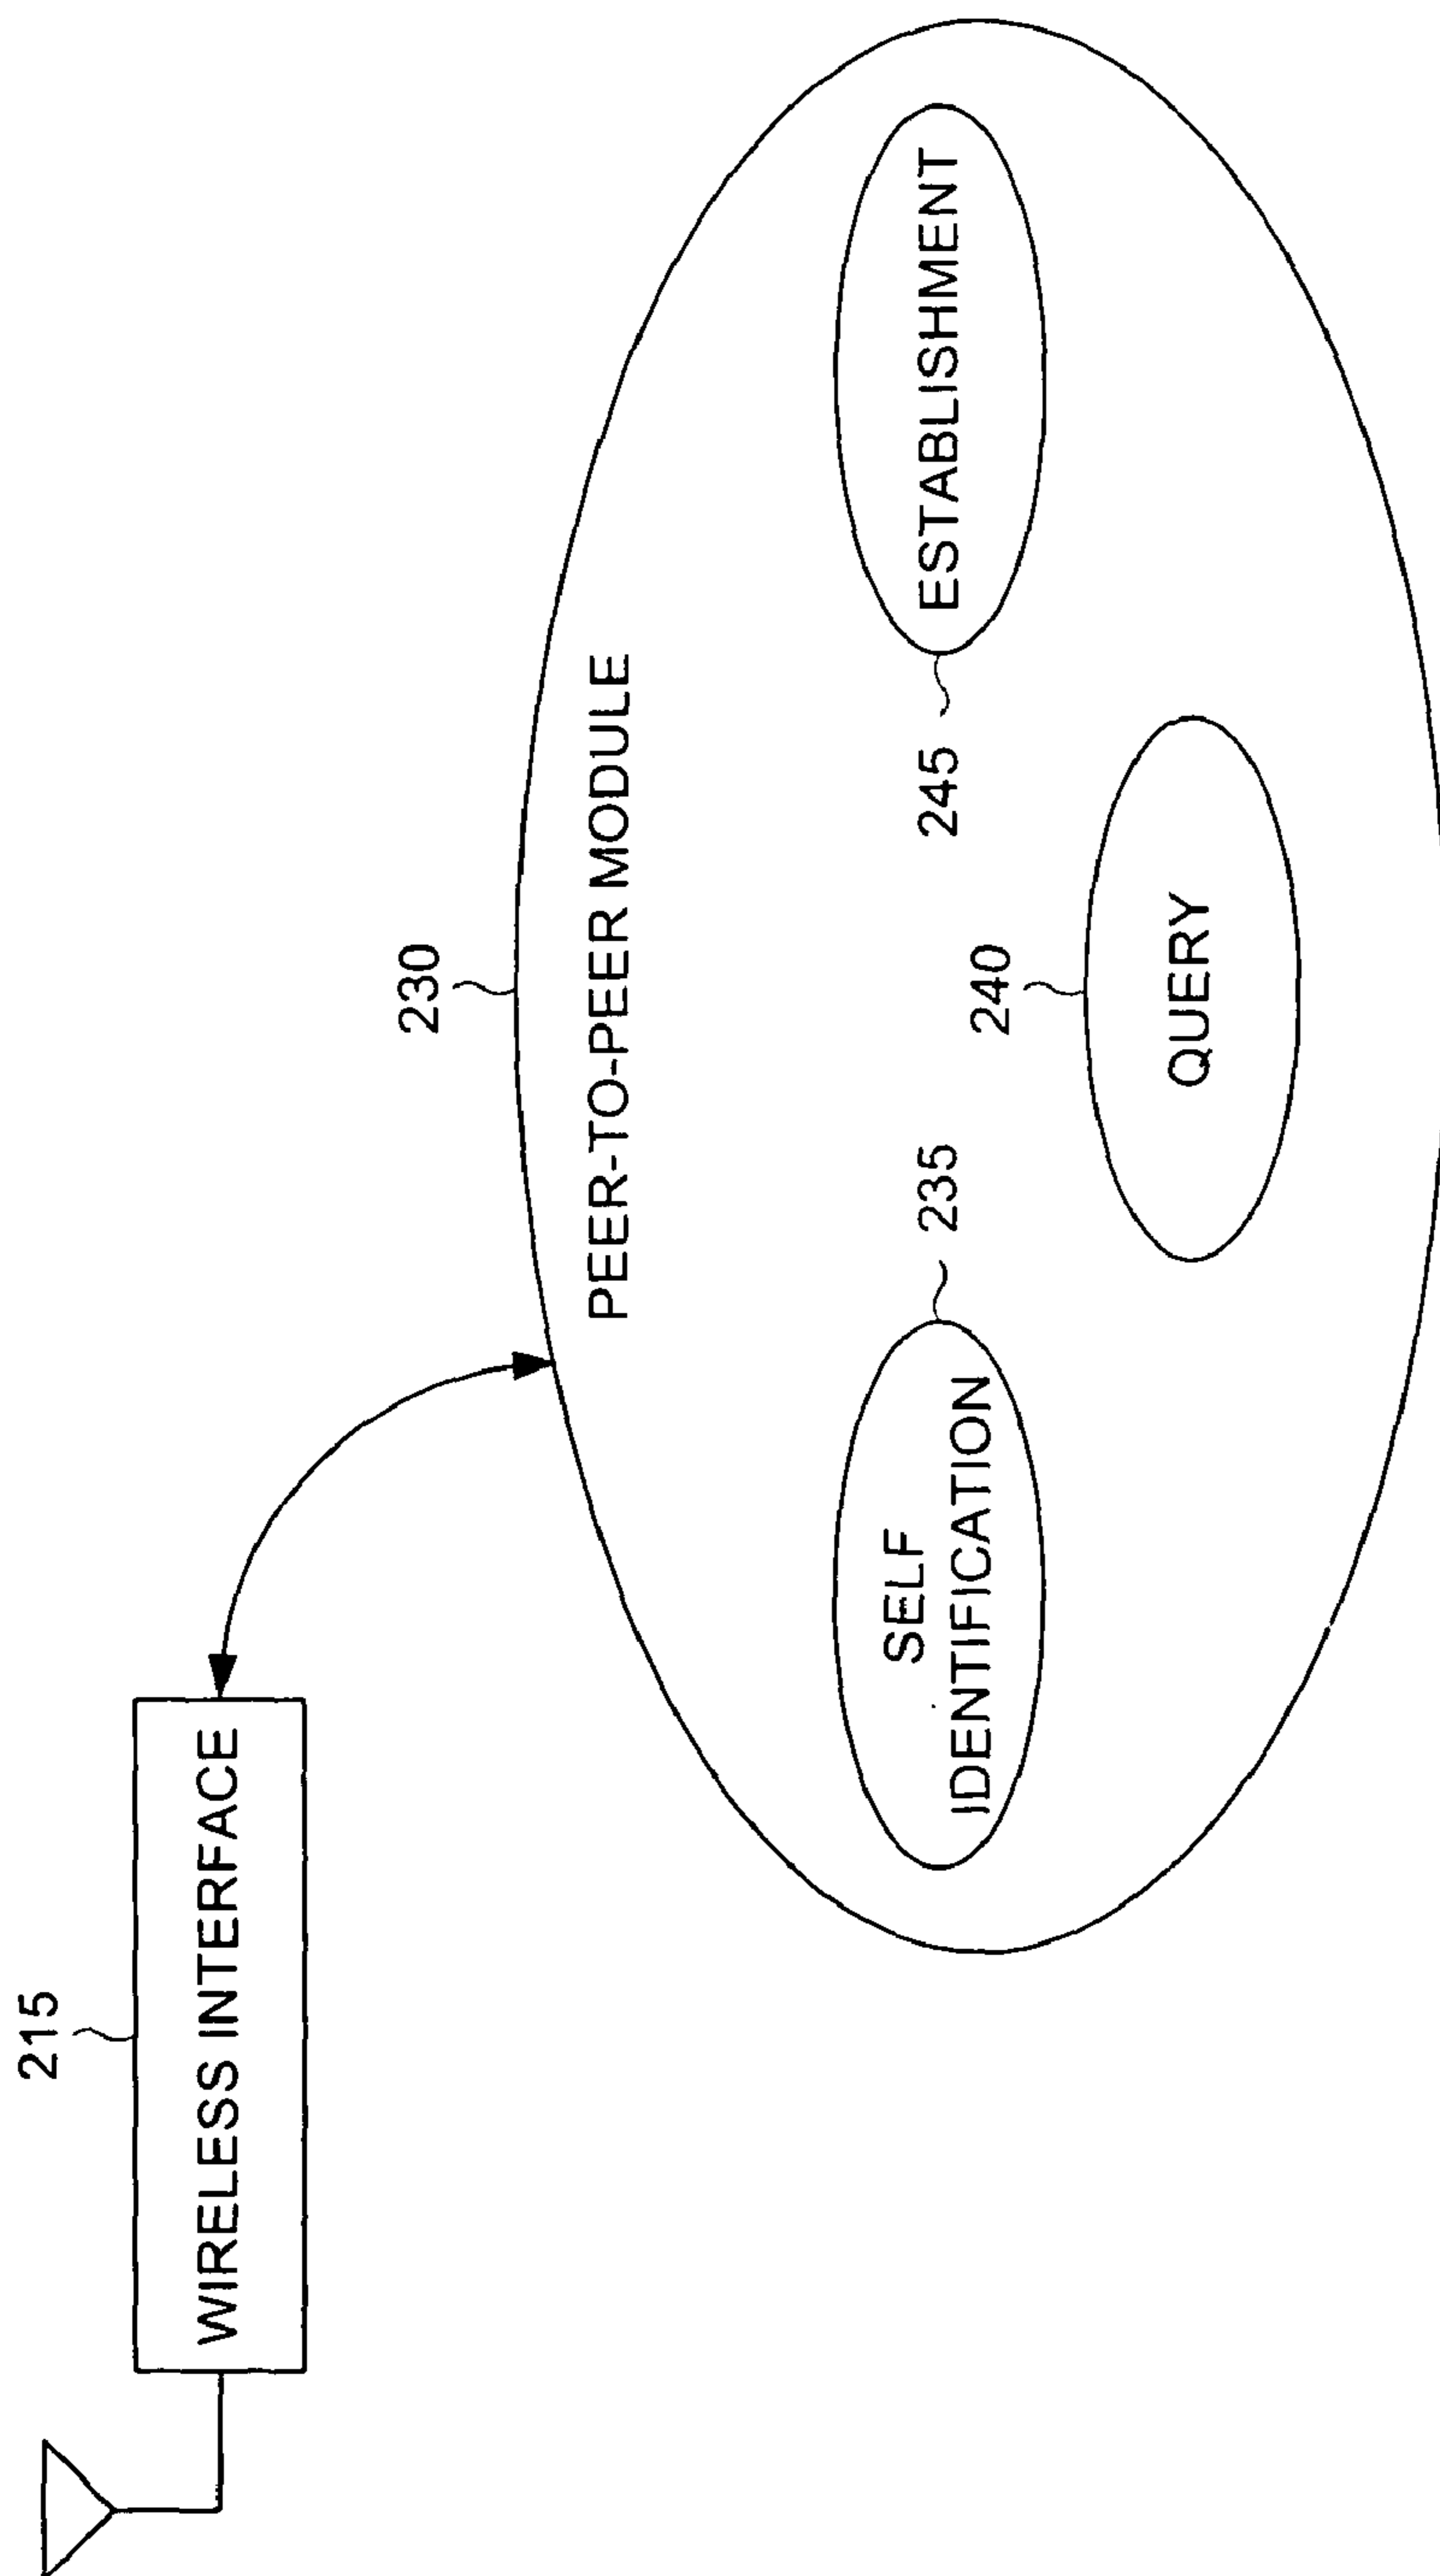 215
WIRELESS INTERFACE
230
PEER-TO-PEER MODULE
SELF
IDENTIFICATION
235
240
QUERY
245
ESTABLISHMENT